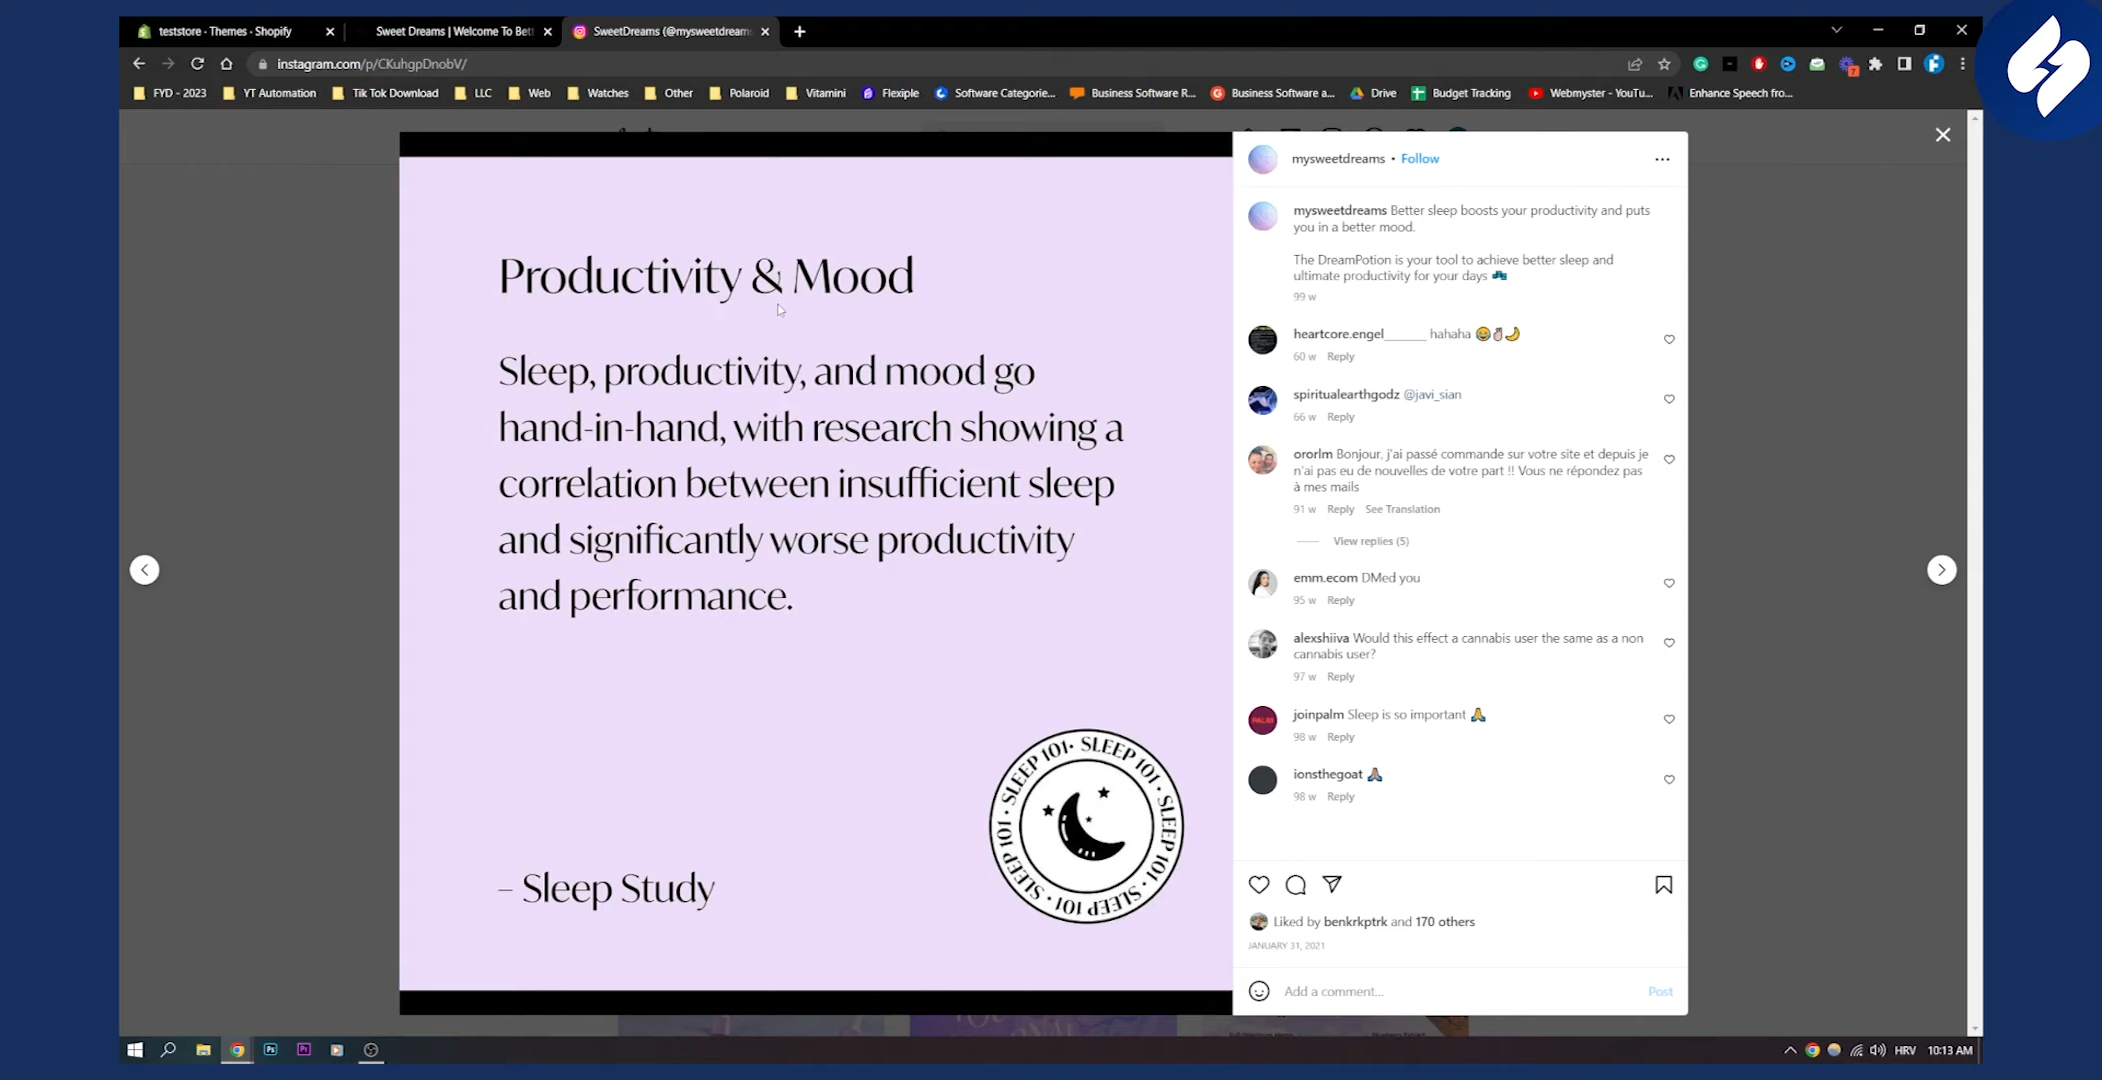 teststore · Themes · Shopify
Sweet Dreams | Welcome To Bett
SweetDreams (@mysweetdream
instagram.com/p/CKuhgpDnobV/
FYD - 2023
YT Automation
Tik Tok Download
LLC
Web
Watches
Other
Polaroid
Vitamini
Flexiple
Software Categorie...
Business Software R...
Business Software a...
Drive
Budget Tracking
Webmyster - YouTu...
Enhance Speech fro...
Productivity & Mood
Sleep, productivity, and mood go
hand-in-hand, with research showing a
correlation between insufficient sleep
and significantly worse productivity
and performance.
– Sleep Study
SLEEP 101 · SLEEP 101 · SLEEP 101 · SLEEP 101 · SLEEP 101 ·
mysweetdreams • Follow
mysweetdreams Better sleep boosts your productivity and puts
you in a better mood.
The DreamPotion is your tool to achieve better sleep and
ultimate productivity for your days
99 w
heartcore.engel______ hahaha 😂
60 w Reply
spiritualearthgodz @javi_sian
66 w Reply
ororlm Bonjour, j'ai passé commande sur votre site et depuis je
n'ai pas eu de nouvelles de votre part !! Vous ne répondez pas
à mes mails
91 w Reply See Translation
View replies (5)
emm.ecom DMed you
95 w Reply
alexshiiva Would this effect a cannabis user the same as a non
cannabis user?
97 w Reply
PALM
joinpalm Sleep is so important 🙏
98 w Reply
ionsthegoat 🙏
98 w Reply
Liked by benkrkptrk and 170 others
JANUARY 31, 2021
Add a comment...
Post
Ps
Pr
HRV
10:13 AM